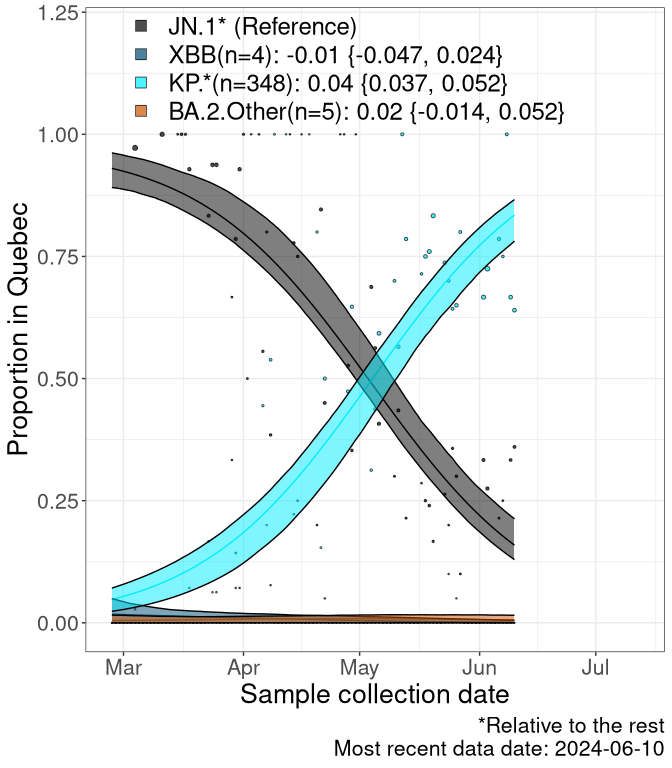 1.25
JN.1* (Reference)
XBB(n=4): -0.01 {-0.047, 0.024}
KP.*(n=348): 0.04 {0.037, 0.052}
BA.2.Other(n=5): 0.02 {-0.014, 0.052}
1.00
0.75
0.50
0.25
0.00
Proportion in Quebec
Mar Apr May Jun Jul
Sample collection date
*Relative to the rest
Most recent data date: 2024-06-10